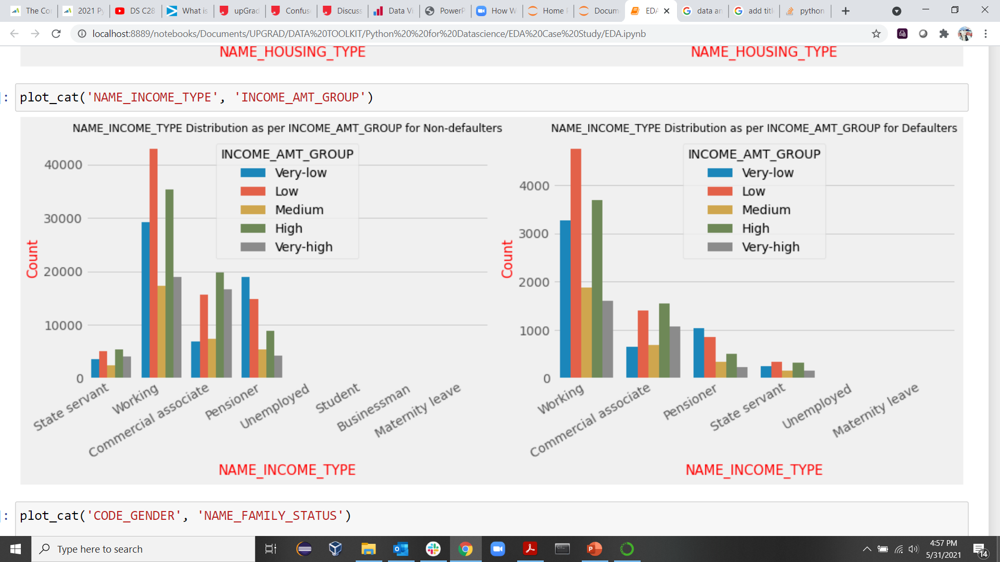 The Co
2021 Py
DS C28
What is
upGrad
Confus
Discuss
Data Vi
PowerP
How W
Home
Docum
EDA
data an
add titl
python
localhost:8889/notebooks/Documents/UPGRAD/DATA%20TOOLKIT/Python%20%20for%20Datascience/EDA%20Case%20Study/EDA.ipynb
NAME_HOUSING_TYPE
NAME_HOUSING_TYPE
]: plot_cat('NAME_INCOME_TYPE', 'INCOME_AMT_GROUP')
NAME_INCOME_TYPE Distribution as per INCOME_AMT_GROUP for Non-defaulters
INCOME_AMT_GROUP
Very-low
Low
Medium
High
Very-high
40000
30000
20000
10000
0
Count
State servant
Working
Commercial associate
Pensioner
Unemployed
Student
Businessman
Maternity leave
NAME_INCOME_TYPE
NAME_INCOME_TYPE Distribution as per INCOME_AMT_GROUP for Defaulters
INCOME_AMT_GROUP
Very-low
Low
Medium
High
Very-high
4000
3000
2000
1000
0
Count
Working
Commercial associate
Pensioner
State servant
Unemployed
Maternity leave
NAME_INCOME_TYPE
]: plot_cat('CODE_GENDER', 'NAME_FAMILY_STATUS')
Type here to search
4:57 PM
5/31/2021
14